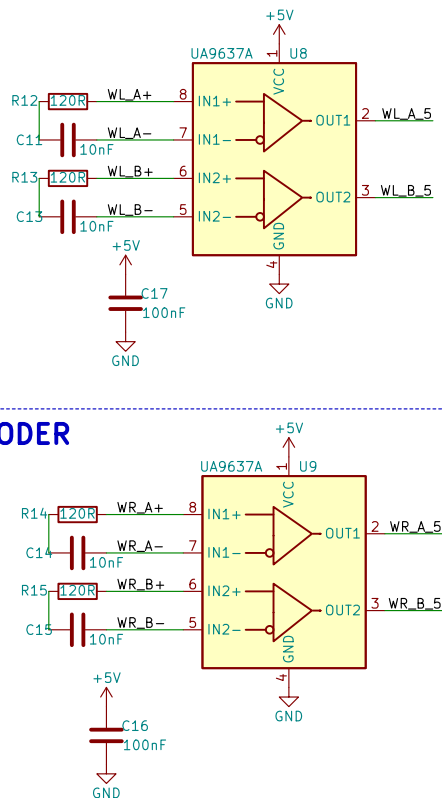 +5V
UA9637A U8
1
VCC
R12 120R WL_A+ 8 IN1+
2 OUT1 WL_A_5
C11 10nF WL_A- 7 IN1-
R13 120R WL_B+ 6 IN2+
3 OUT2 WL_B_5
C13 10nF WL_B- 5 IN2-
GND
4
GND
+5V
C17
100nF
GND
ODER
+5V
UA9637A U9
1
VCC
R14 120R WR_A+ 8 IN1+
OUT1 2 WR_A_5
C14 10nF WR_A- 7 IN1-
R15 120R WR_B+ 6 IN2+
OUT2 3 WR_B_5
C15 10nF WR_B- 5 IN2-
GND
4
GND
+5V
C16
100nF
GND